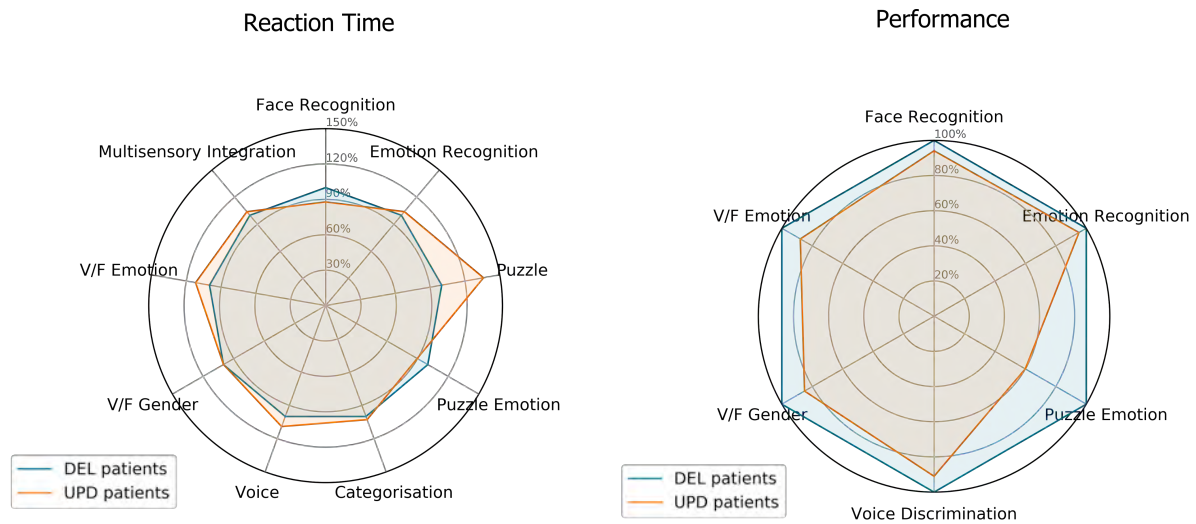 Reaction Time
Face Recognition
150%
Multisensory Integration
Emotion Recognition
120%
90%
60%
V/F Emotion
Puzzle
30%
V/F Gender
Puzzle Emotion
Voice
Categorisation
DEL patients
UPD patients
Performance
Face Recognition
100%
80%
V/F Emotion
Emotion Recognition
60%
40%
20%
V/F Gender
Puzzle Emotion
Voice Discrimination
DEL patients
UPD patients